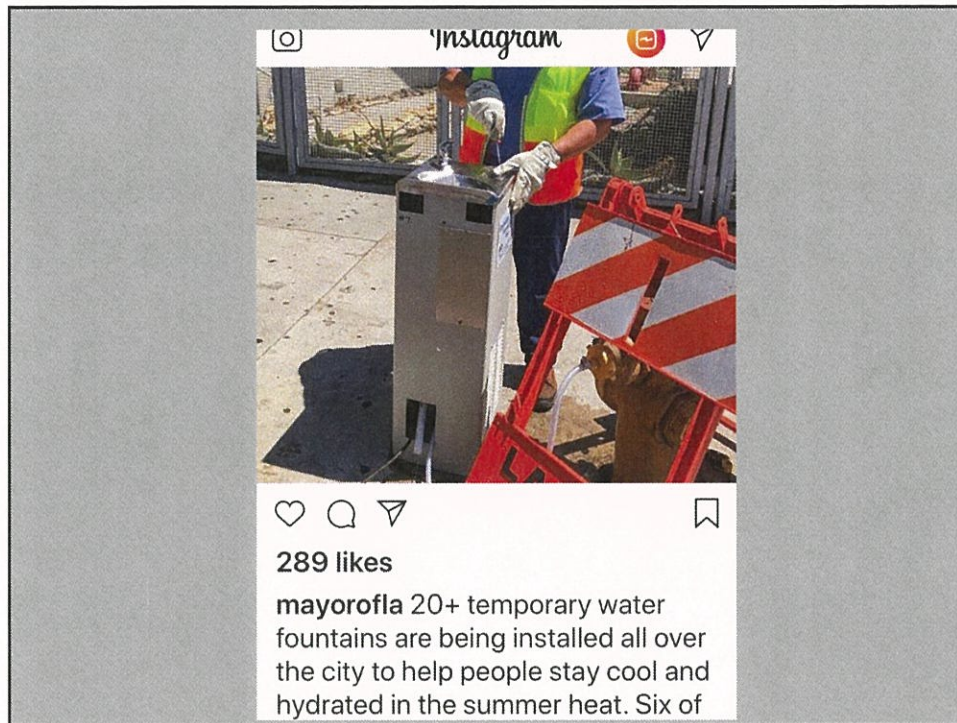 Instagram
289 likes
mayorofla 20+ temporary water
fountains are being installed all over
the city to help people stay cool and
hydrated in the summer heat. Six of